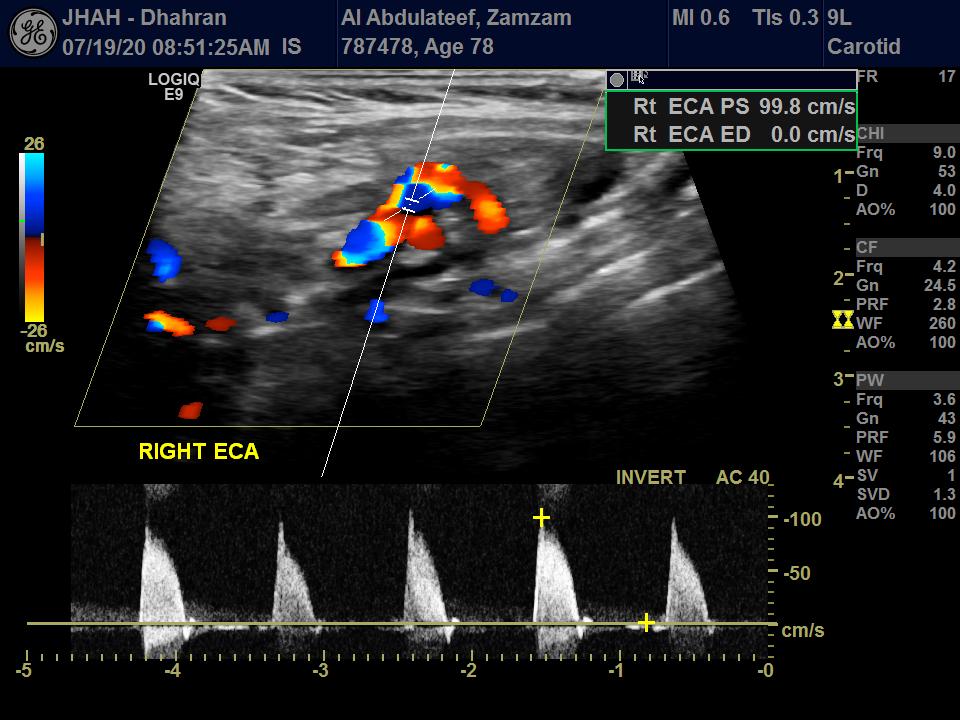 GE
JHAH - Dhahran
07/19/20 08:51:25AM IS
Al Abdulateef, Zamzam
787478, Age 78
MI 0.6 TIs 0.3
9L
Carotid
LOGIQ
E9
Rt ECA PS 99.8 cm/s
Rt ECA ED 0.0 cm/s
FR 17
CHI
Frq 9.0
Gn 53
D 4.0
AO% 100
CF
Frq 4.2
Gn 24.5
PRF 2.8
WF 260
AO% 100
PW
Frq 3.6
Gn 43
PRF 5.9
WF 106
SV 1
SVD 1.3
AO% 100
26
-26
cm/s
1
2
3
4
RIGHT ECA
INVERT AC 40
-100
-50
cm/s
-5 -4 -3 -2 -1 -0